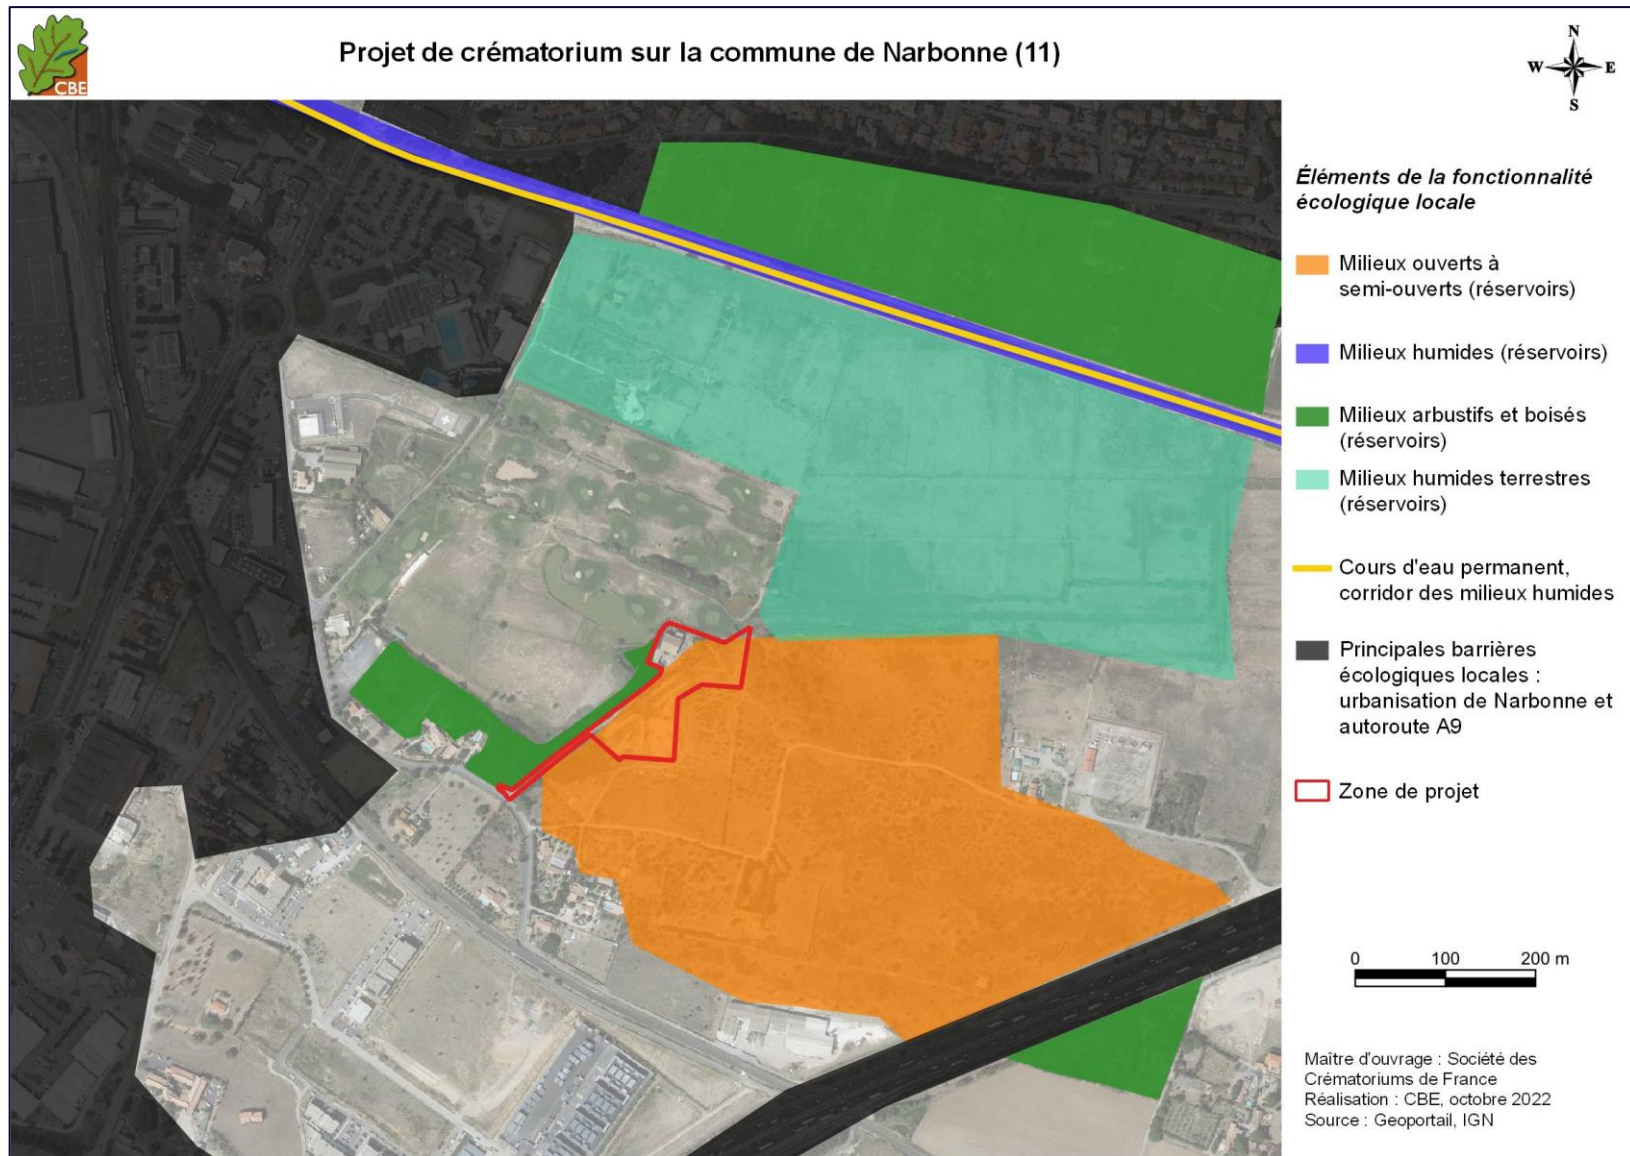 CBE
Projet de crématorium sur la commune de Narbonne (11)
N
W E
S
Éléments de la fonctionnalité
écologique locale
Milieux ouverts à
semi-ouverts (réservoirs)
Milieux humides (réservoirs)
Milieux arbustifs et boisés
(réservoirs)
Milieux humides terrestres
(réservoirs)
Cours d'eau permanent,
corridor des milieux humides
Principales barrières
écologiques locales :
urbanisation de Narbonne et
autoroute A9
Zone de projet
0 100 200 m
Maître d'ouvrage : Société des
Crématoriums de France
Réalisation : CBE, octobre 2022
Source : Geoportail, IGN